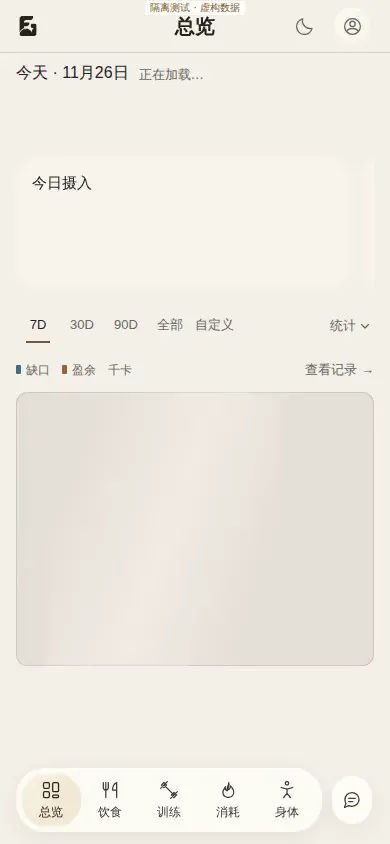 隔离测试 · 虚构数据
总览
今天 · 11月26日 正在加载…
今日摄入
7D 30D 90D 全部 自定义 统计
缺口 盈余 千卡 查看记录 →
总览 饮食 训练 消耗 身体